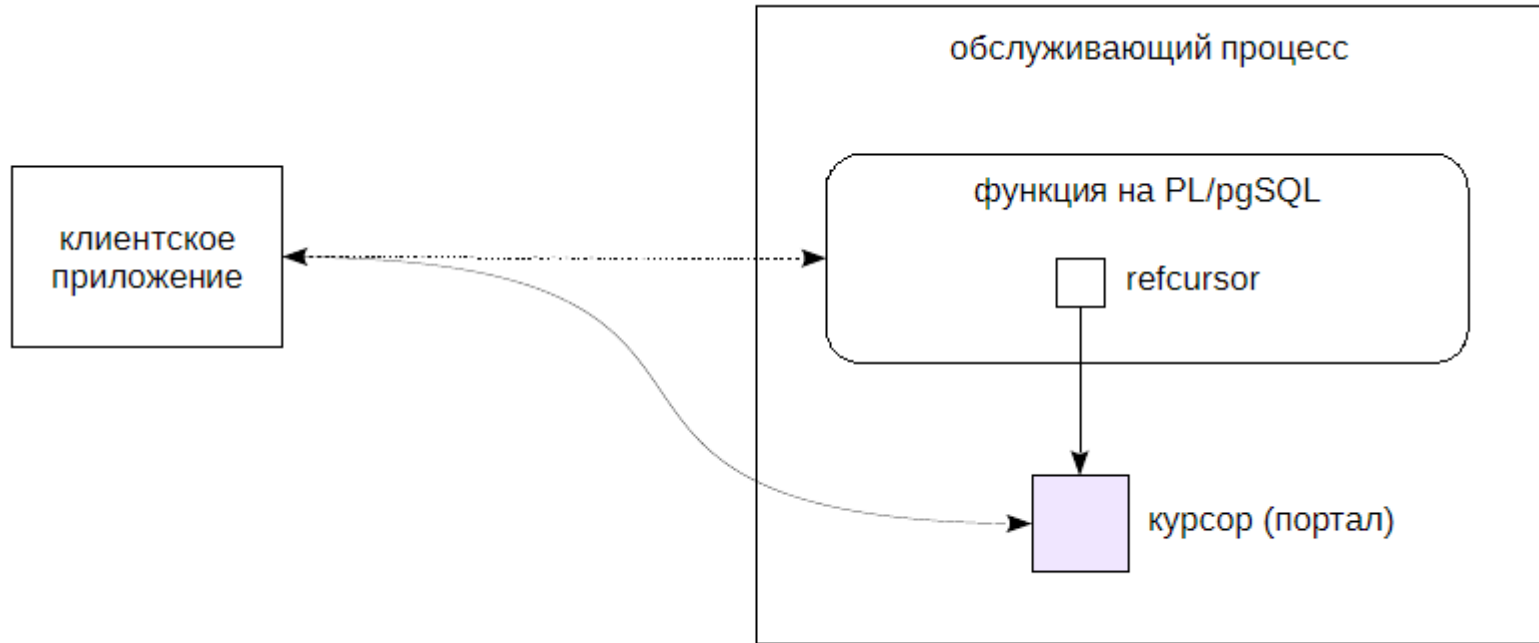 обслуживающий процесс
функция на PL/pgSQL
клиентское
приложение
refcursor
курсор (портал)